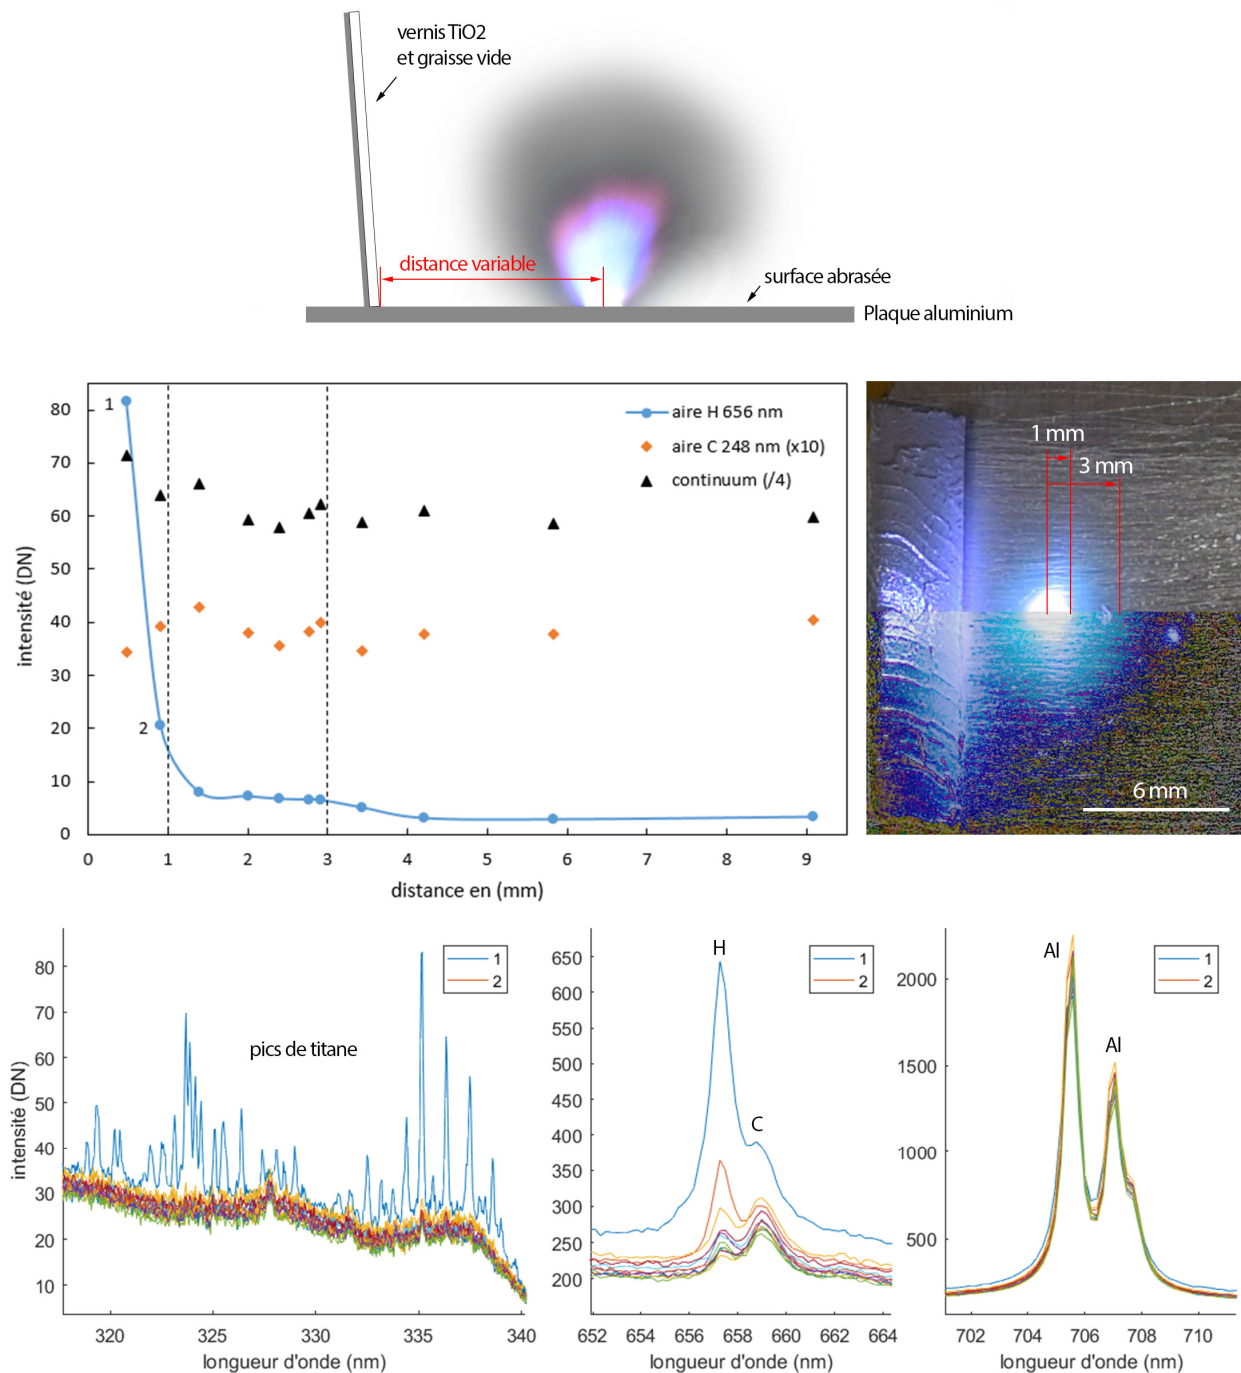 vernis TiO2
et graisse vide
distance variable
surface abrasée
Plaque aluminium
80
70
60
50
40
30
20
10
0
intensité (DN)
1
2
aire H 656 nm
aire C 248 nm (x10)
continuum (/4)
0 1 2 3 4 5 6 7 8 9
distance en (mm)
1 mm
3 mm
6 mm
80
70
60
50
40
30
20
10
intensité (DN)
pics de titane
1
2
320 325 330 335 340
longueur d'onde (nm)
650
600
550
500
450
400
350
300
250
200
H
C
1
2
652 654 656 658 660 662 664
longueur d'onde (nm)
2000
1500
1000
500
Al
Al
1
2
702 704 706 708 710
longueur d'onde (nm)